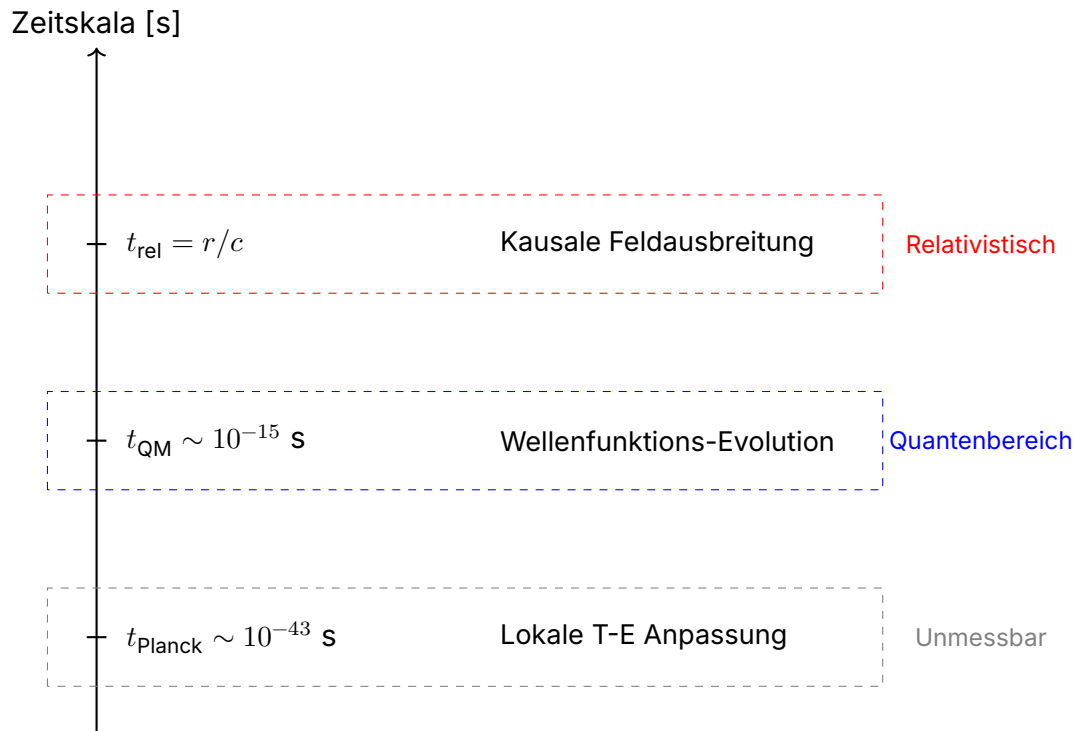 Zeitskala [s]
t_rel = r/c Kausale Feldausbreitung Relativistisch
t_QM ∼ 10⁻¹⁵ s Wellenfunktions-Evolution Quantenbereich
t_Planck ∼ 10⁻⁴³ s Lokale T-E Anpassung Unmessbar